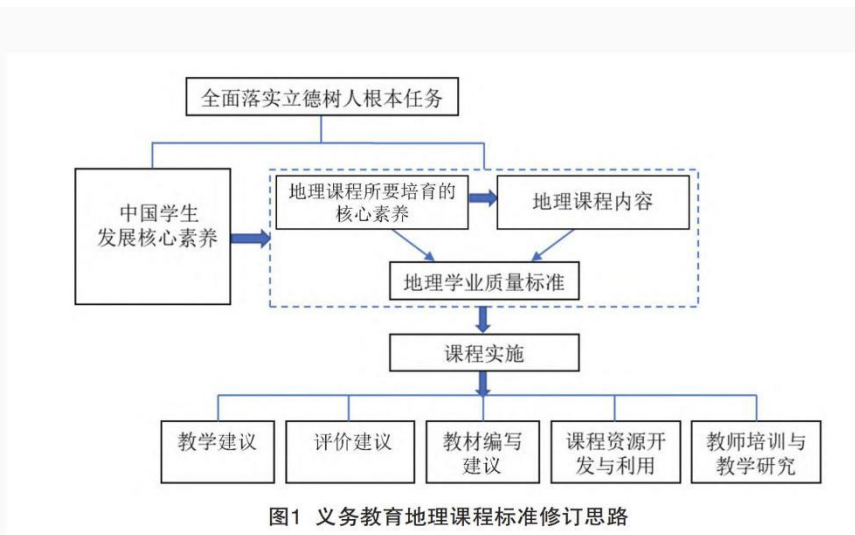 全面落实立德树人根本任务
中国学生
发展核心素养
地理课程所要培育的
核心素养
地理课程内容
地理学业质量标准
课程实施
教学建议
评价建议
教材编写
建议
课程资源开
发与利用
教师培训与
教学研究
图1 义务教育地理课程标准修订思路